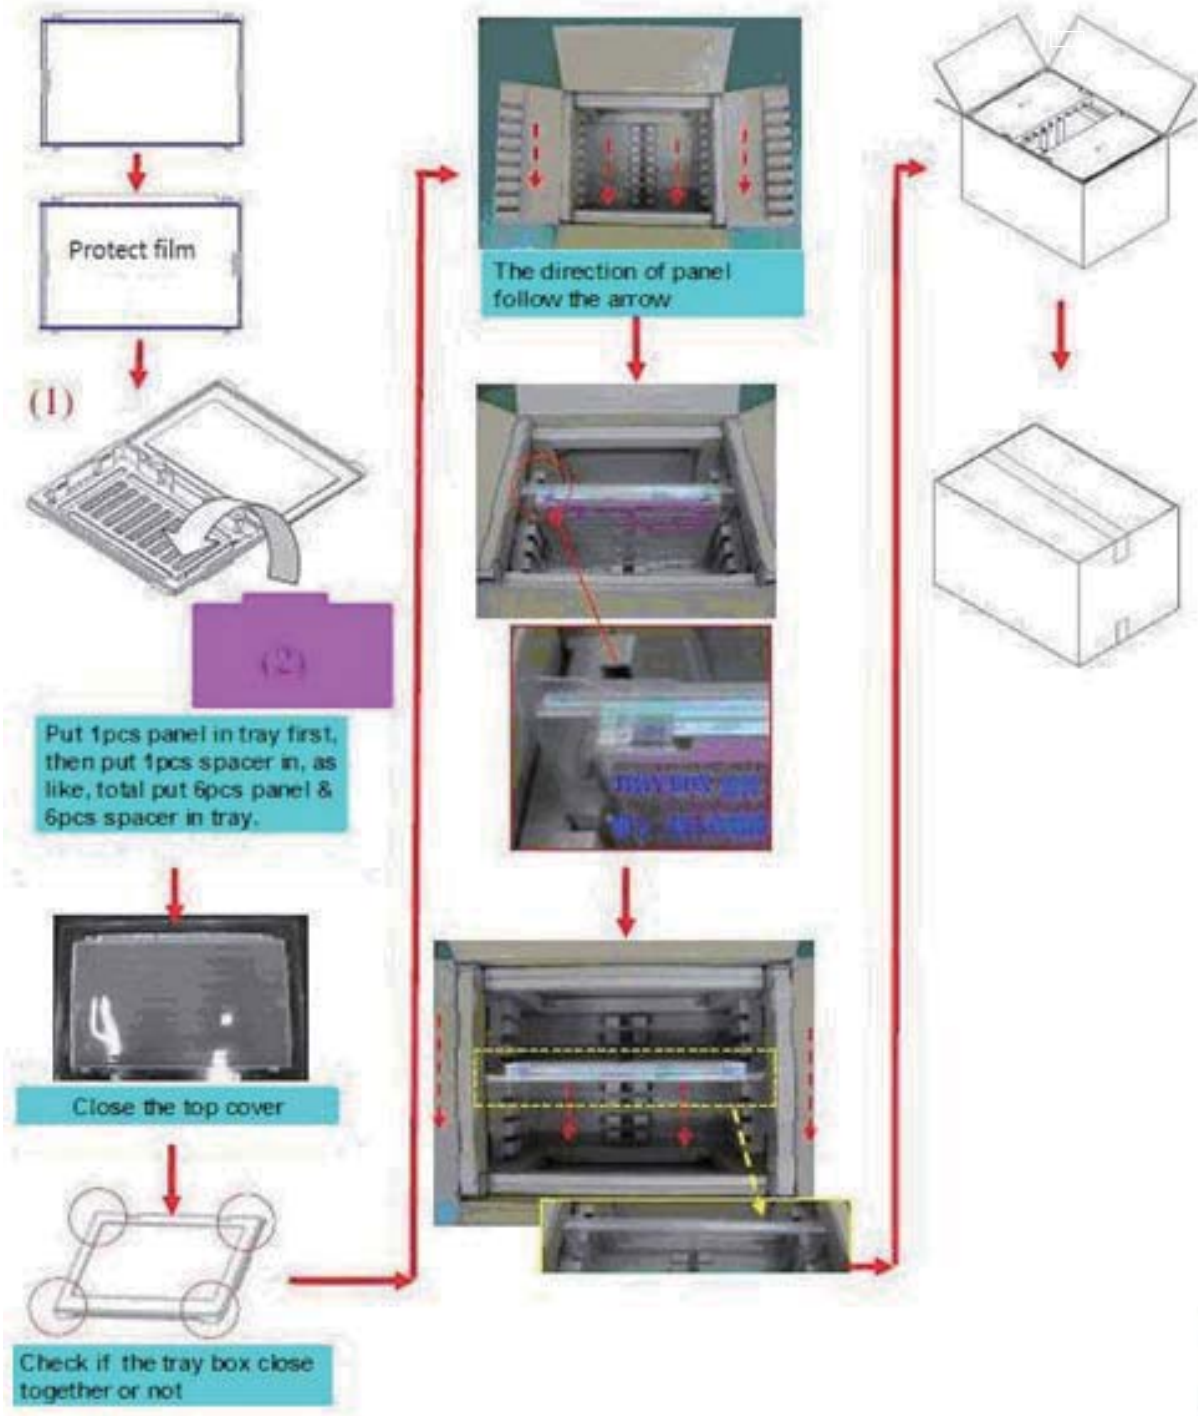 Protect film
(1)
(2)
Put 1pcs panel in tray first,
then put 1pcs spacer in, as
like, total put 6pcs panel &
6pcs spacer in tray.
Close the top cover
Check if the tray box close
together or not
The direction of panel
follow the arrow